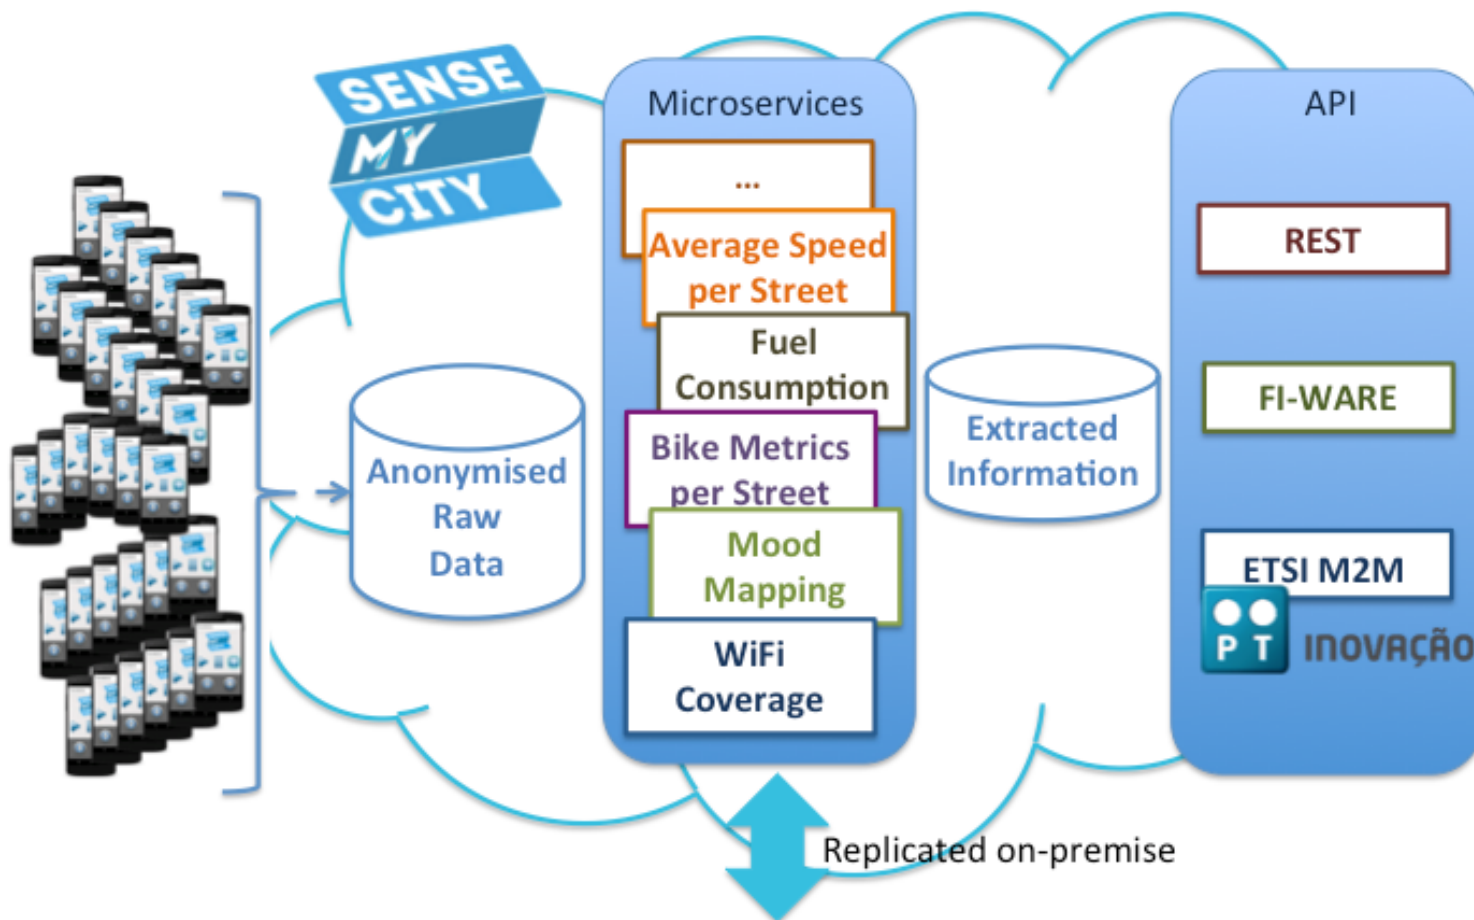 SENSE
MY
CITY
Microservices
...
Average Speed
per Street
Fuel
Consumption
Bike Metrics
per Street
Mood
Mapping
WiFi
Coverage
Anonymised
Raw
Data
Extracted
Information
API
REST
FI-WARE
ETSI M2M
PT INOVAÇÃO
Replicated on-premise